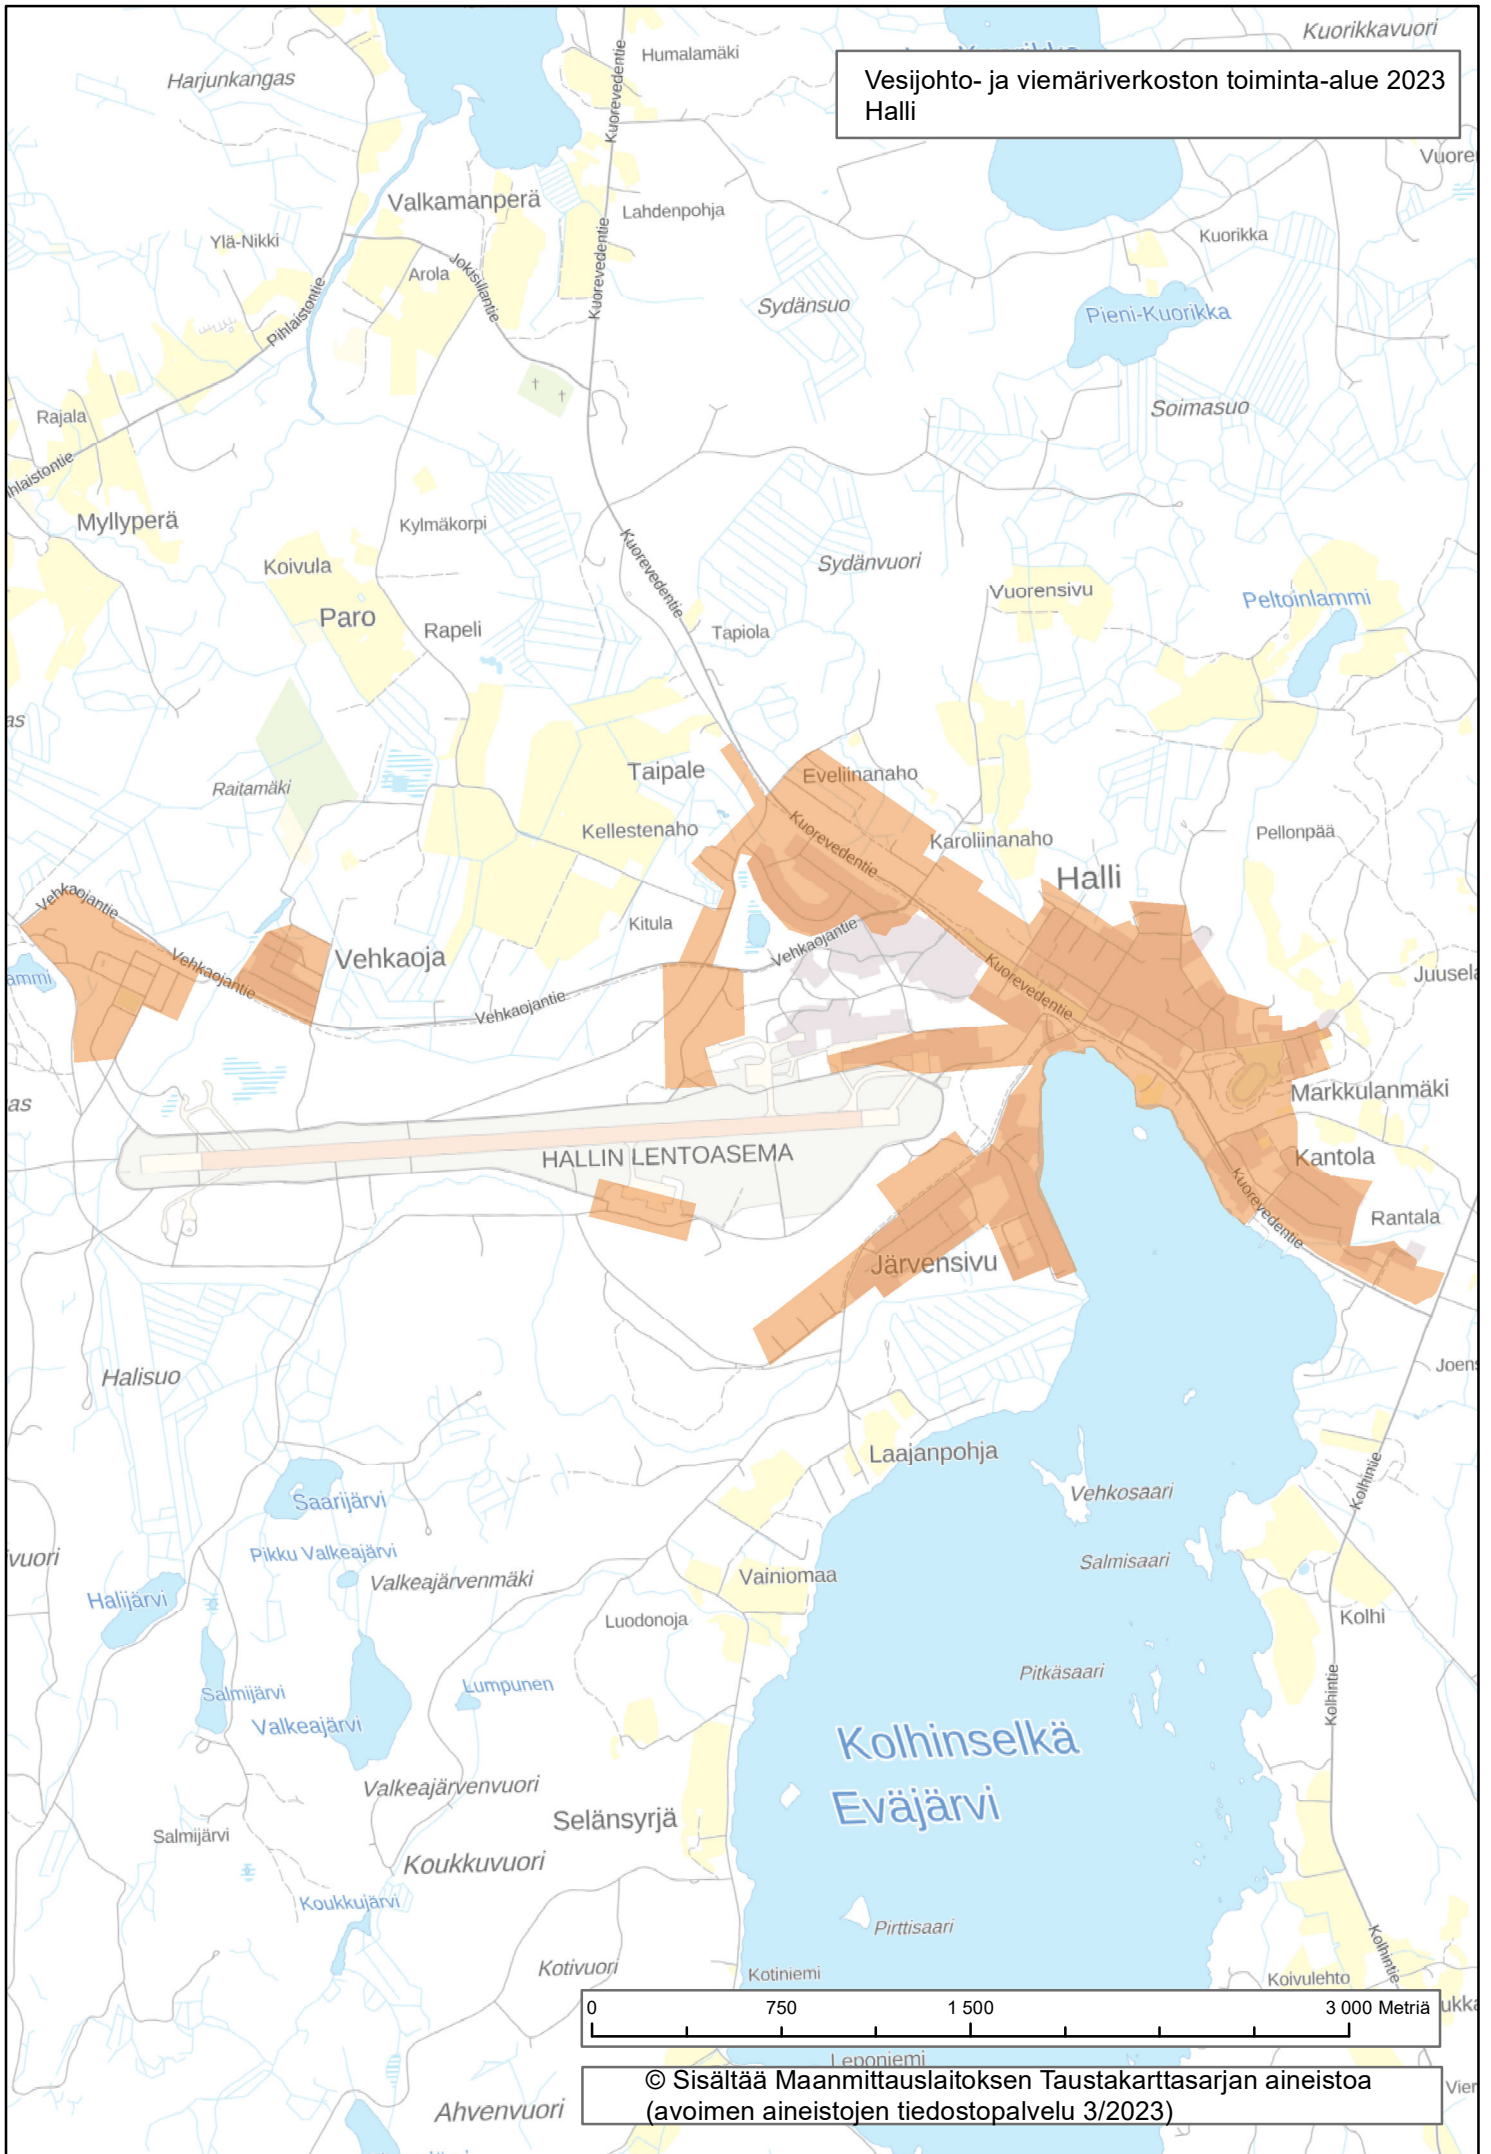 Kuorikkavuori
Humalamäki
Vesijohto- ja viemäriverkoston toiminta-alue 2023
Halli
Harjunkangas
Kuorevedentie
Valkamanperä
Lahdenpohja
Ylä-Nikki
Kuorikka
Arola
Jokisillantie
Kuorevedentie
Pihlaistontie
Sydänsuo
Pieni-Kuorikka
Rajala
Soimasuo
Myllyperä
Kylmäkorpi
Kuorevedentie
Koivula
Sydänvuori
Vuorensivu
Peltoinlammi
Paro
Rapeli
Tapiola
Taipale
Eveliinanaho
Raitamäki
Kellestenaho
Kuorevedentie
Karoliinanaho
Pellonpää
Halli
Vehkaojantie
Kitula
Vehkaojantie
Vehkaoja
Vehkaojantie
Vehkaojantie
Kuorevedentie
Markkulanmäki
HALLIN LENTOASEMA
Kantola
Kuorevedentie
Rantala
Järvensivu
Halisuo
Laajanpohja
Kolhintie
Saarijärvi
Vehkosaari
Pikku Valkeajärvi
Valkeajärvenmäki
Salmisaari
Vainiomaa
Halijärvi
Luodonoja
Kolhi
Pitkäsaari
Lumpunen
Salmijärvi
Valkeajärvi
Kolhintie
Kolhinselkä
Eväjärvi
Valkeajärvenvuori
Selänsyrjä
Salmijärvi
Koukkuvuori
Koukkujärvi
Pirttisaari
Kolhintie
Kotivuori
Kotiniemi
Koivulehto
0 750 1 500 3 000 Metriä
Leponiemi
© Sisältää Maanmittauslaitoksen Taustakarttasarjan aineistoa
(avoimen aineistojen tiedostopalvelu 3/2023)
Ahvenvuori